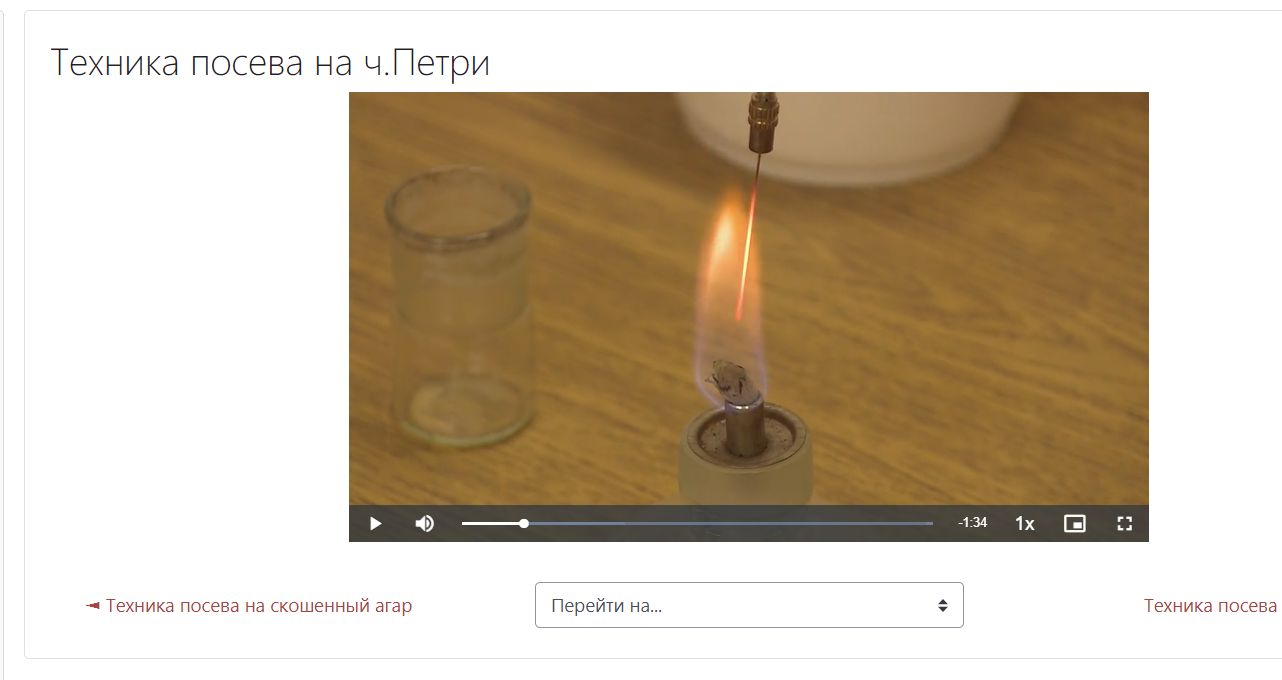 Техника посева на ч.Петри
-1:34
1x
◄ Техника посева на скошенный агар
Перейти на...
Техника посева